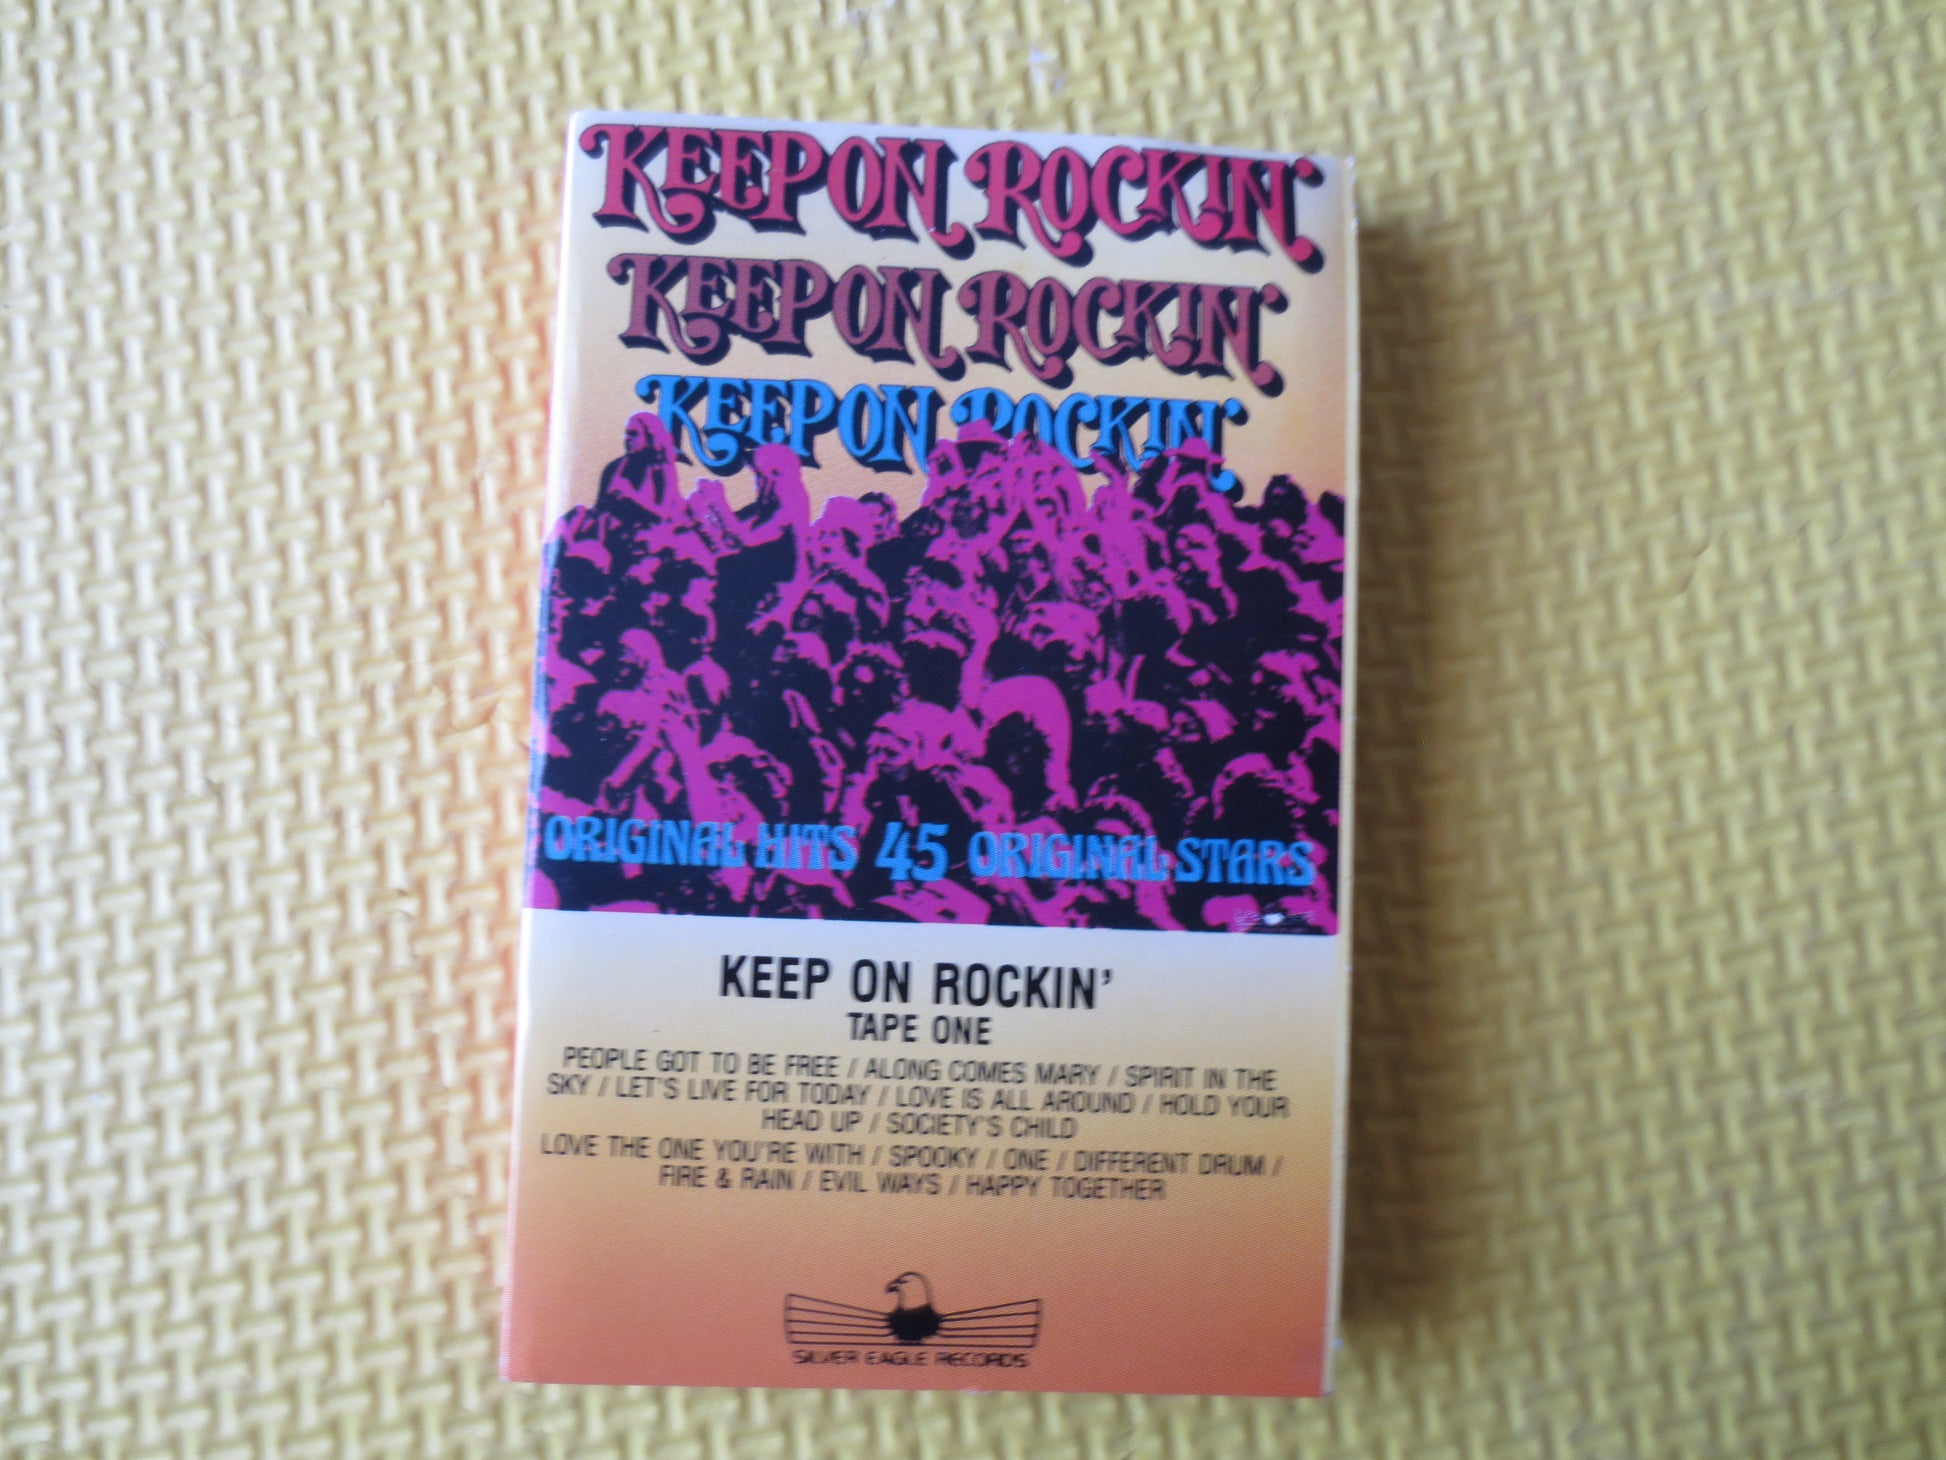 KEEP ON ROCKIN'
KEEP ON ROCKIN'
KEEP ON ROCKIN'
ORIGINAL HITS 45 ORIGINAL STARS
KEEP ON ROCKIN'
TAPE ONE
PEOPLE GOT TO BE FREE / ALONG COMES MARY / SPIRIT IN THE
SKY / LET'S LIVE FOR TODAY / LOVE IS ALL AROUND / HOLD YOUR
HEAD UP / SOCIETY'S CHILD
LOVE THE ONE YOU'RE WITH / SPOOKY / ONE / DIFFERENT DRUM /
FIRE & RAIN / EVIL WAYS / HAPPY TOGETHER
SILVER EAGLE RECORDS